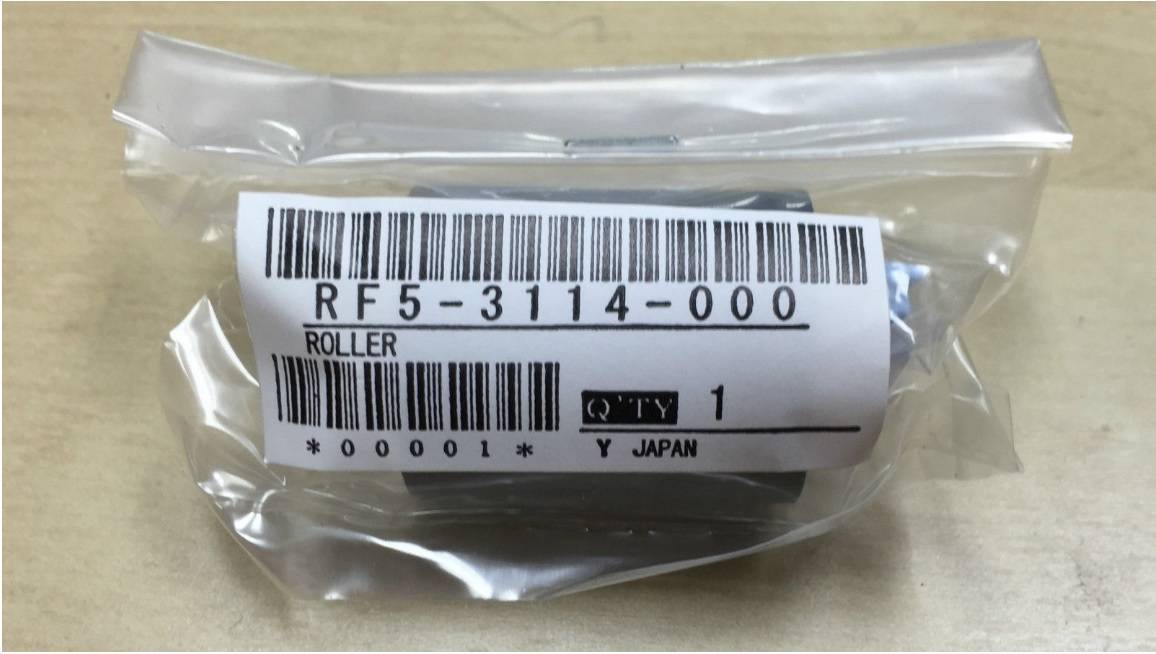 RF5-3114-000
ROLLER
Q'TY 1
*00001* Y JAPAN